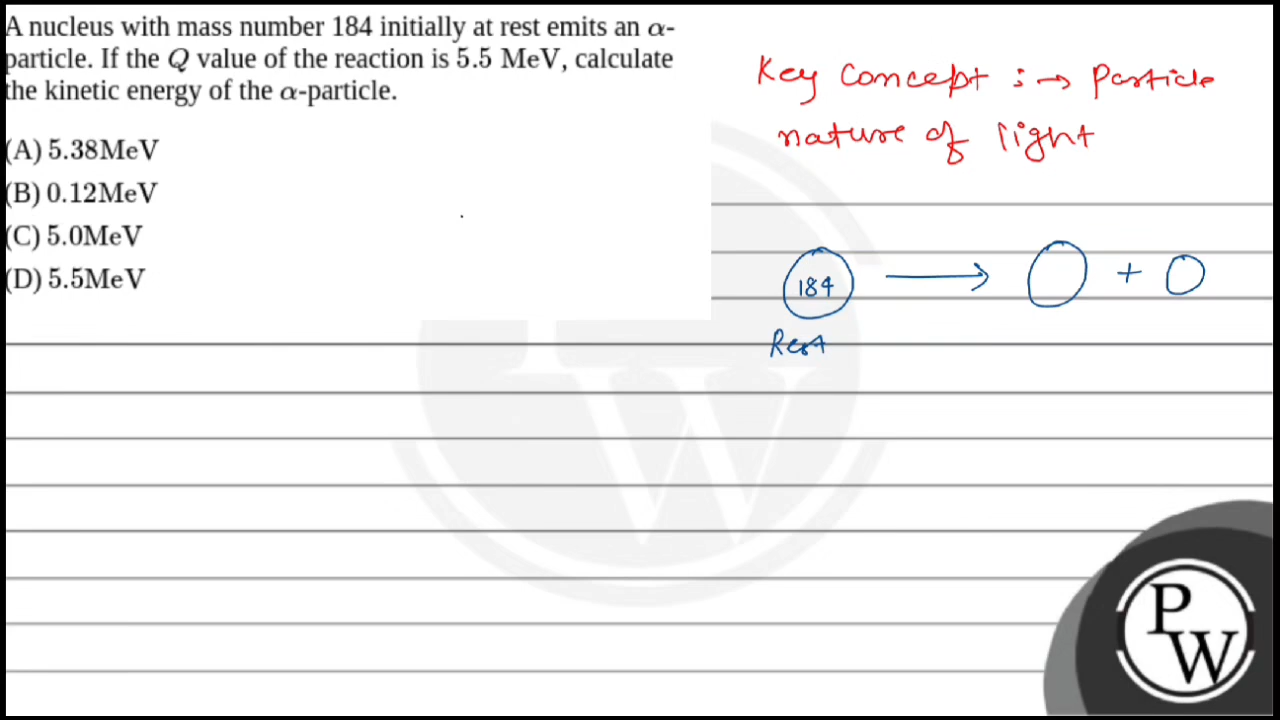 A nucleus with mass number 184 initially at rest emits an α-
particle. If the Q value of the reaction is 5.5 MeV, calculate
the kinetic energy of the α-particle.
(A) 5.38MeV
(B) 0.12MeV
(C) 5.0MeV
(D) 5.5MeV
Key Concept :→ Particle
nature of light
184 → +
Rest
PW